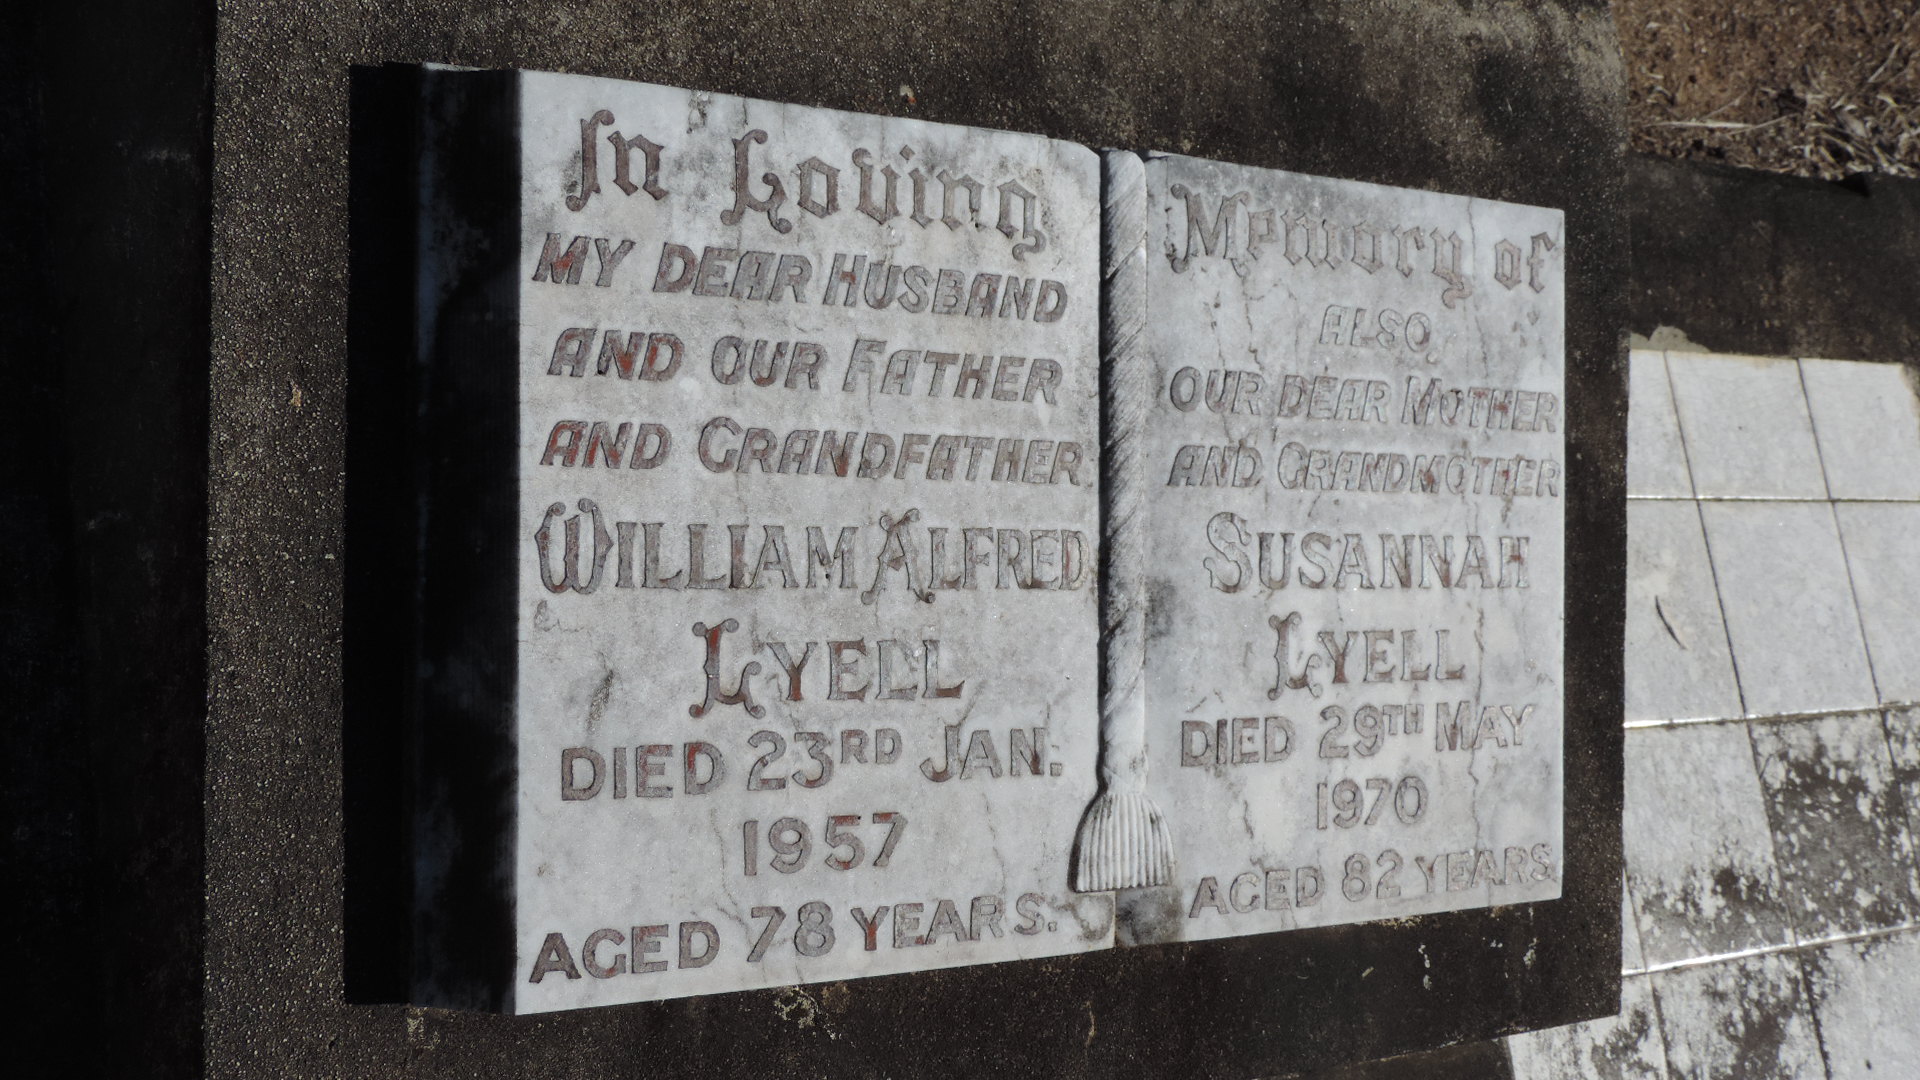 In Loving
MY DEAR HUSBAND
AND OUR FATHER
AND GRANDFATHER
WILLIAM ALFRED
LYELL
DIED 23RD JAN.
1957
AGED 78 YEARS.
Memory of
ALSO
OUR DEAR MOTHER
AND GRANDMOTHER
SUSANNAH
LYELL
DIED 29TH MAY
1970
AGED 82 YEARS.